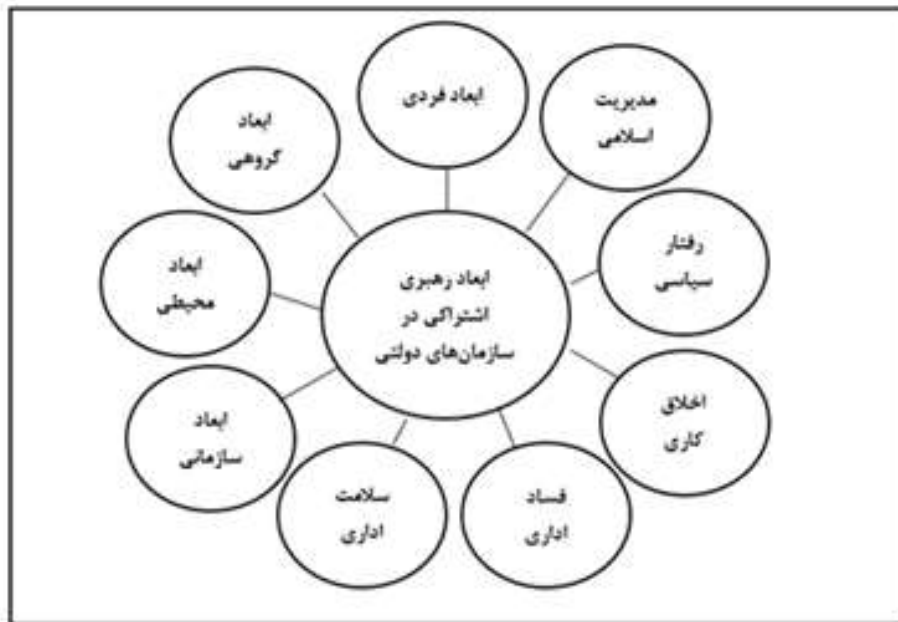 ابعاد فردی
مدیریت
اسلامی
رفتار
سیاسی
اخلاق
کاری
فساد
اداری
سلامت
اداری
ابعاد
سازمانی
ابعاد
محیطی
ابعاد
گروهی
ابعاد رهبری
اشتراکی در
سازمان‌های دولتی